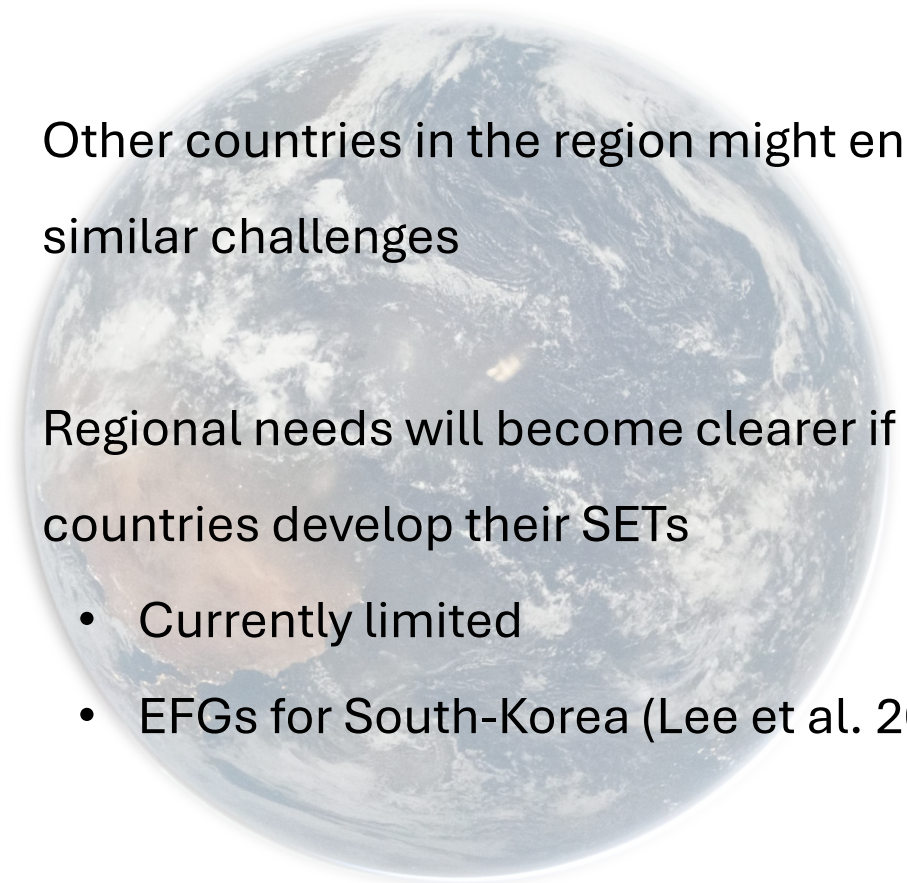 Other countries in the region might en
similar challenges
Regional needs will become clearer if
countries develop their SETs
• Currently limited
• EFGs for South-Korea (Lee et al. 20